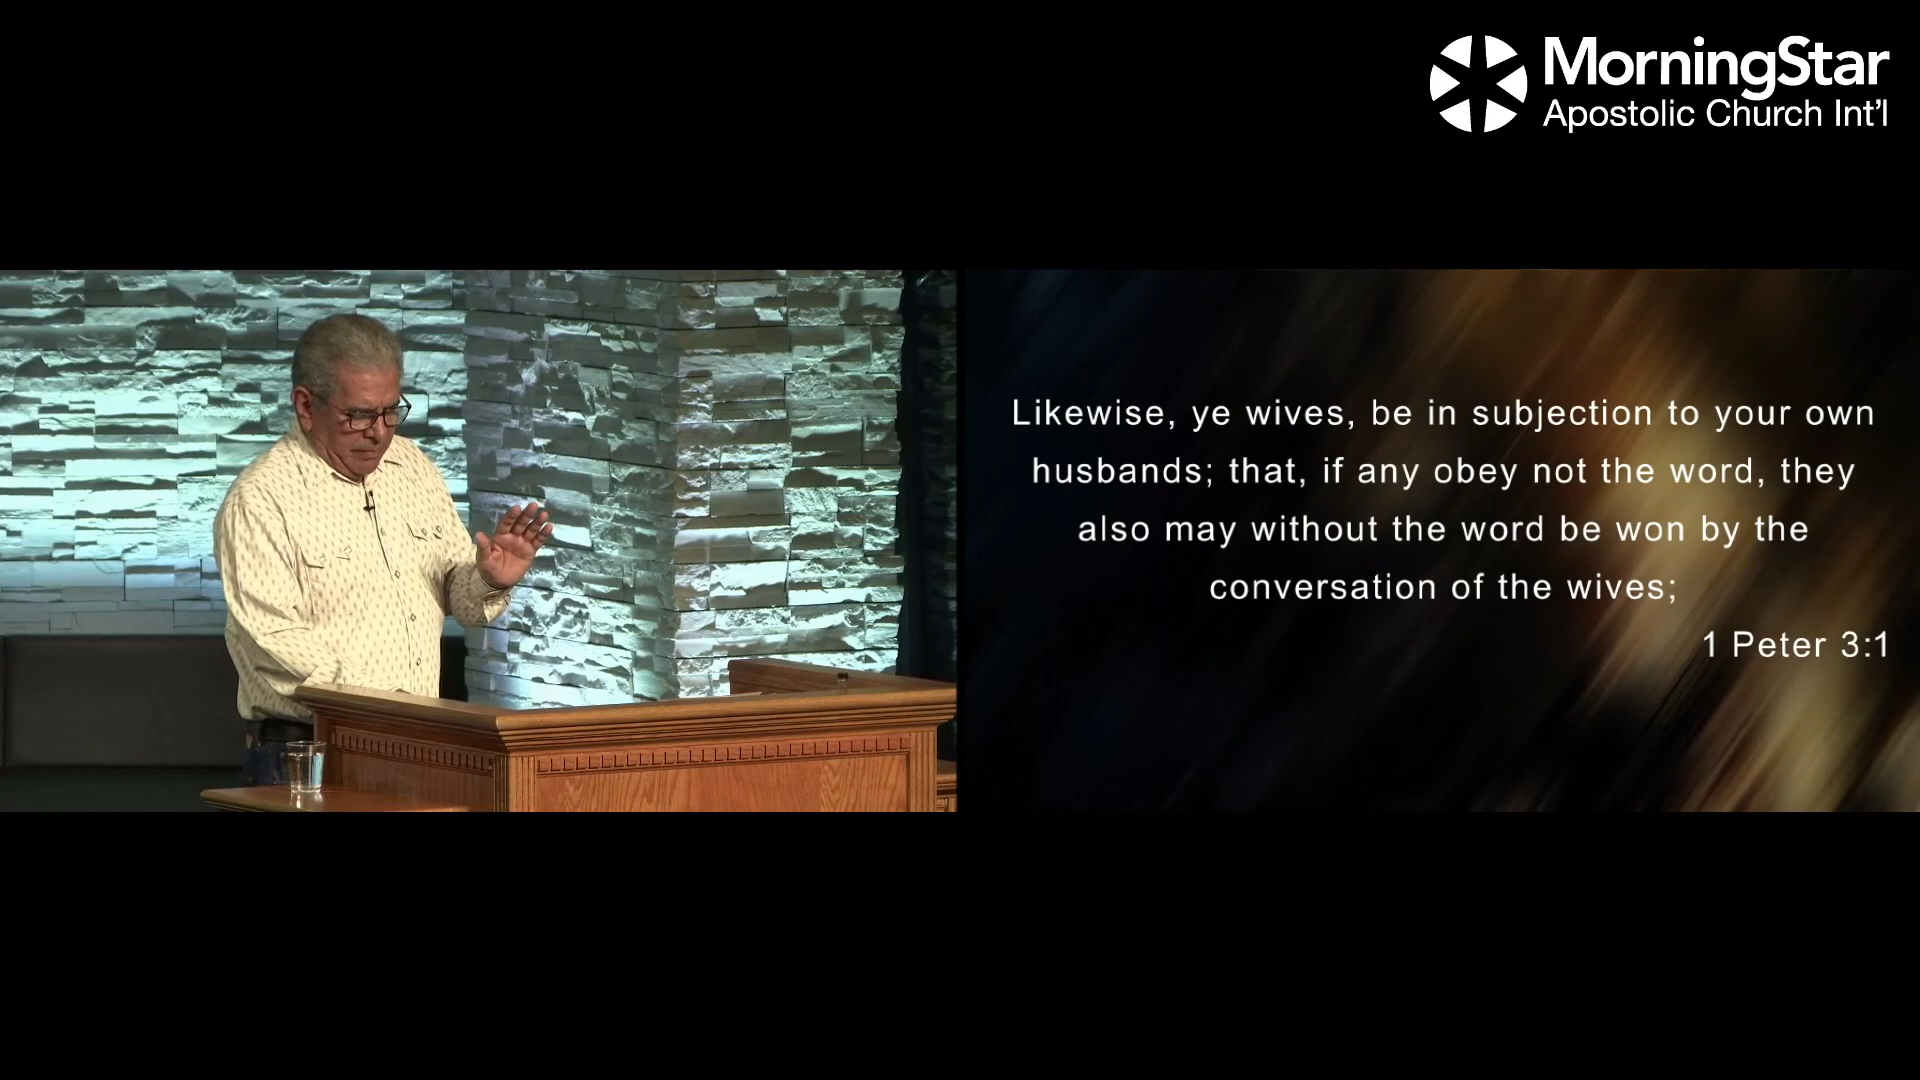 MorningStar
Apostolic Church Int'l
Likewise, ye wives, be in subjection to your own
husbands; that, if any obey not the word, they
also may without the word be won by the
conversation of the wives;
1 Peter 3:1